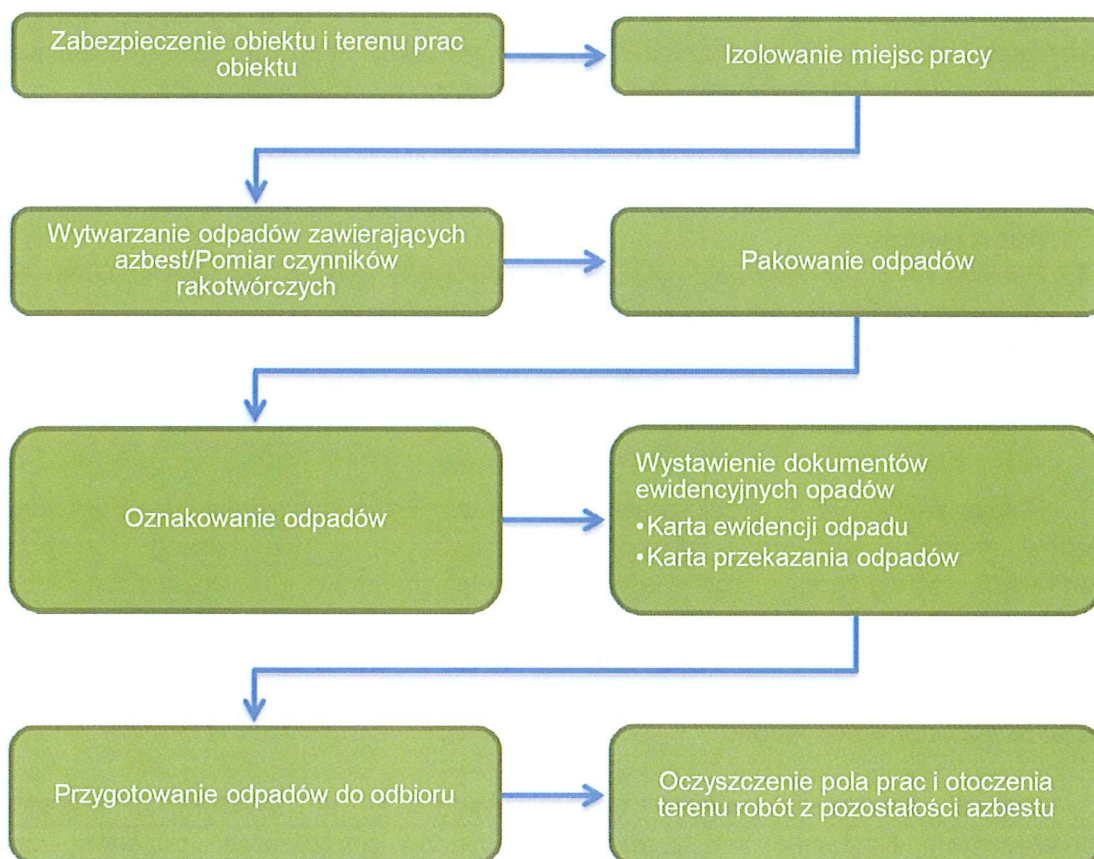 Zabezpieczenie obiektu i terenu prac
obiektu
Izolowanie miejsc pracy
Wytwarzanie odpadów zawierających
azbest/Pomiar czynników
rakotwórczych
Pakowanie odpadów
Oznakowanie odpadów
Wystawienie dokumentów
ewidencyjnych opadów
•Karta ewidencji odpadu
•Karta przekazania odpadów
Przygotowanie odpadów do odbioru
Oczyszczenie pola prac i otoczenia
terenu robót z pozostałości azbestu